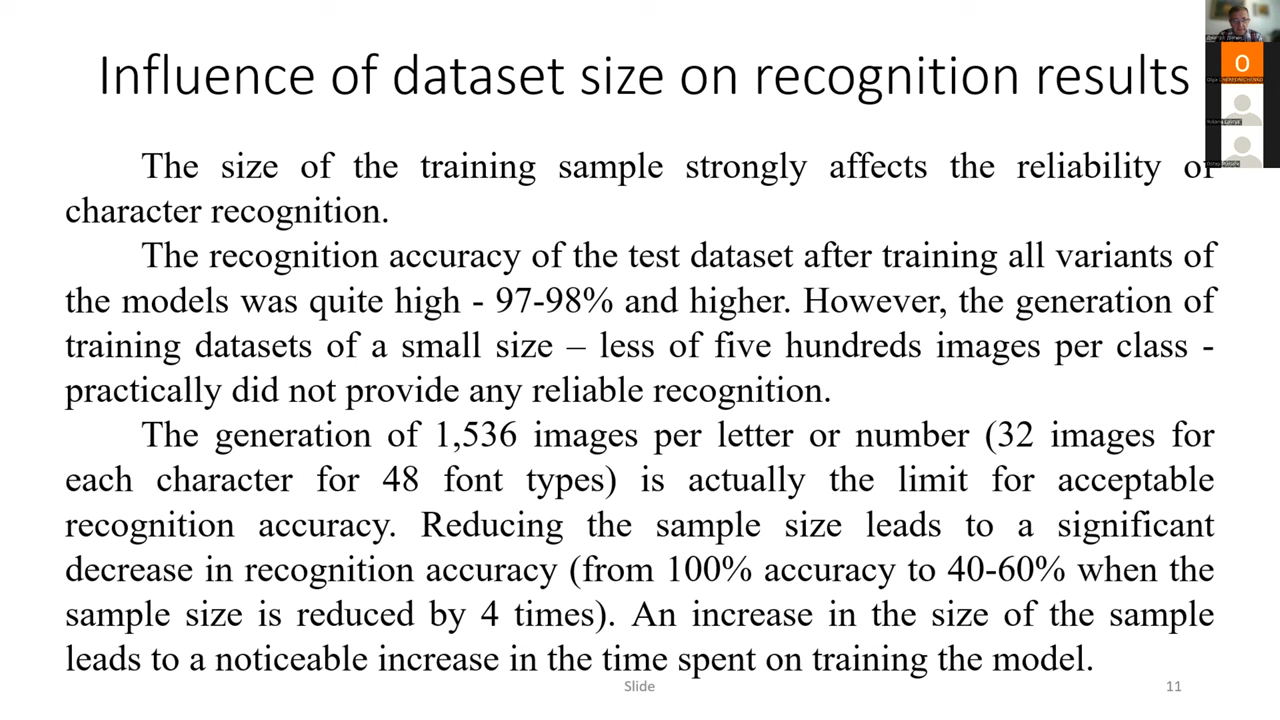 Influence of dataset size on recognition results
The size of the training sample strongly affects the reliability of
character recognition.
The recognition accuracy of the test dataset after training all variants of
the models was quite high - 97-98% and higher. However, the generation of
training datasets of a small size – less of five hundreds images per class -
practically did not provide any reliable recognition.
The generation of 1,536 images per letter or number (32 images for
each character for 48 font types) is actually the limit for acceptable
recognition accuracy. Reducing the sample size leads to a significant
decrease in recognition accuracy (from 100% accuracy to 40-60% when the
sample size is reduced by 4 times). An increase in the size of the sample
leads to a noticeable increase in the time spent on training the model.
Slide
11
O